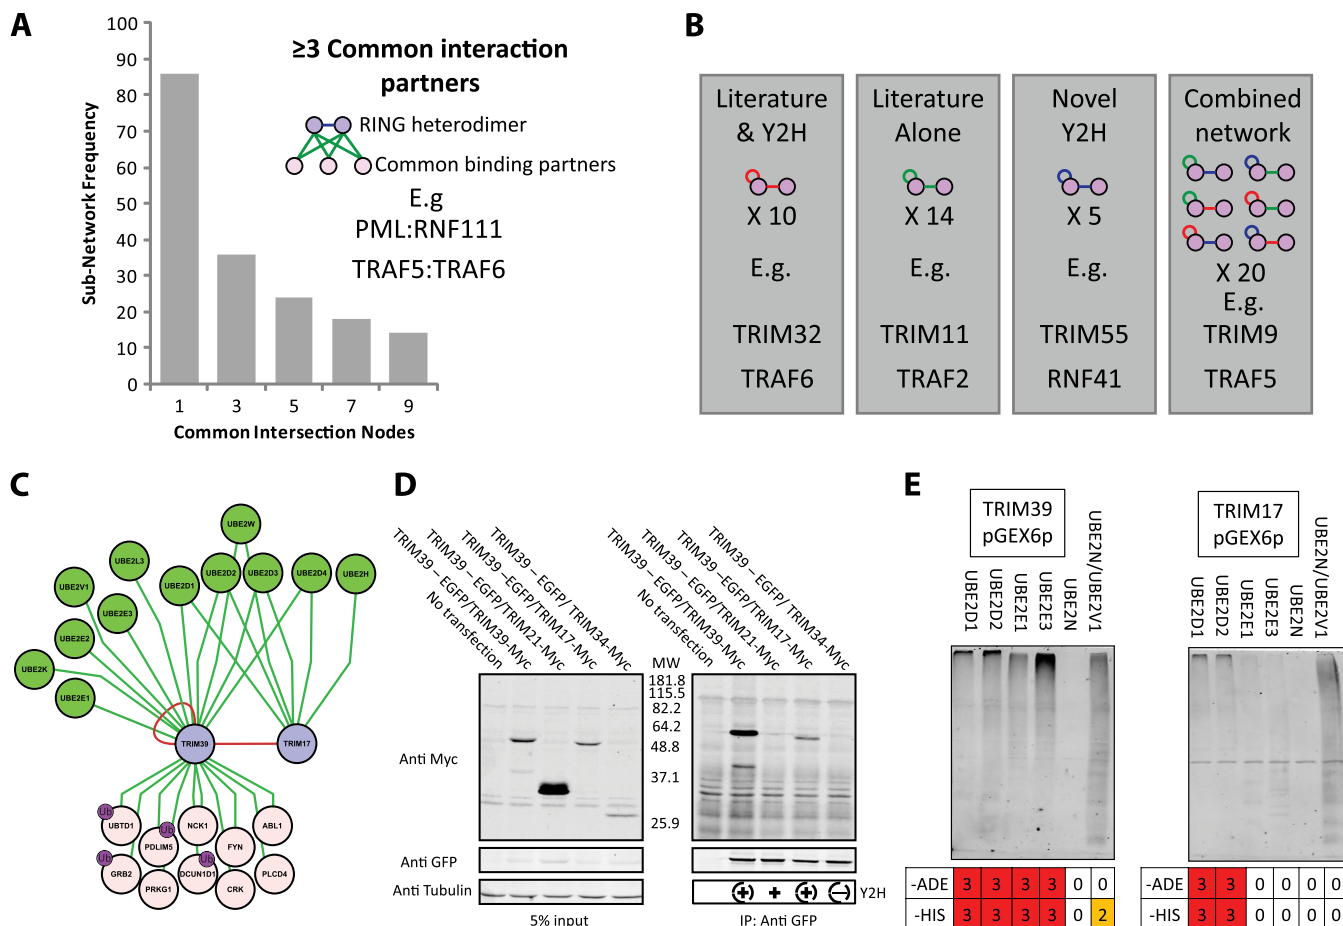 A
100
90
80
70
60
50
40
30
20
10
0
Sub-Network Frequency
1 3 5 7 9
Common Intersection Nodes
≥3 Common interaction
partners
RING heterodimer
Common binding partners
E.g
PML:RNF111
TRAF5:TRAF6
B
Literature
& Y2H
X 10
E.g.
TRIM32
TRAF6
Literature
Alone
X 14
E.g.
TRIM11
TRAF2
Novel
Y2H
X 5
E.g.
TRIM55
RNF41
Combined
network
X 20
E.g.
TRIM9
TRAF5
C
UBE2W
UBE2L3
UBE2D1
UBE2D2
UBE2D3
UBE2D4
UBE2H
UBE2V1
UBE2E3
UBE2E2
UBE2K
UBE2E1
TRIM39
TRIM17
Ub
UBTD1
Ub
PDLIM5
NCK1
FYN
ABL1
Ub
GRB2
PRKG1
Ub
DCUN1D1
CRK
PLCD4
D
No transfection
TRIM39 – EGFP/TRIM39-Myc
TRIM39 – EGFP/TRIM21-Myc
TRIM39 –EGFP/TRIM17-Myc
TRIM39 – EGFP/ TRIM34-Myc
No transfection
TRIM39 – EGFP/TRIM39-Myc
TRIM39 – EGFP/TRIM21-Myc
TRIM39 –EGFP/TRIM17-Myc
TRIM39 – EGFP/ TRIM34-Myc
MW
181.8
115.5
82.2
64.2
48.8
37.1
25.9
Anti Myc
Anti GFP
Anti Tubulin
5% input
(+) + (+) (–) Y2H
IP: Anti GFP
E
TRIM39
pGEX6p
UBE2D1
UBE2D2
UBE2E1
UBE2E3
UBE2N
UBE2N/UBE2V1
-ADE 3 3 3 3 0 0
-HIS 3 3 3 3 0 2
TRIM17
pGEX6p
UBE2D1
UBE2D2
UBE2E1
UBE2E3
UBE2N
UBE2N/UBE2V1
-ADE 3 3 0 0 0 0
-HIS 3 3 0 0 0 0